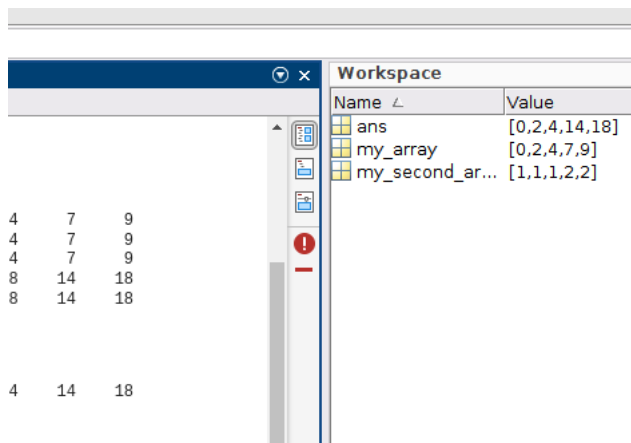 Workspace
Name Value
ans [0,2,4,14,18]
my_array [0,2,4,7,9]
my_second_ar... [1,1,1,2,2]
4 7 9
4 7 9
4 7 9
8 14 18
8 14 18
4 14 18